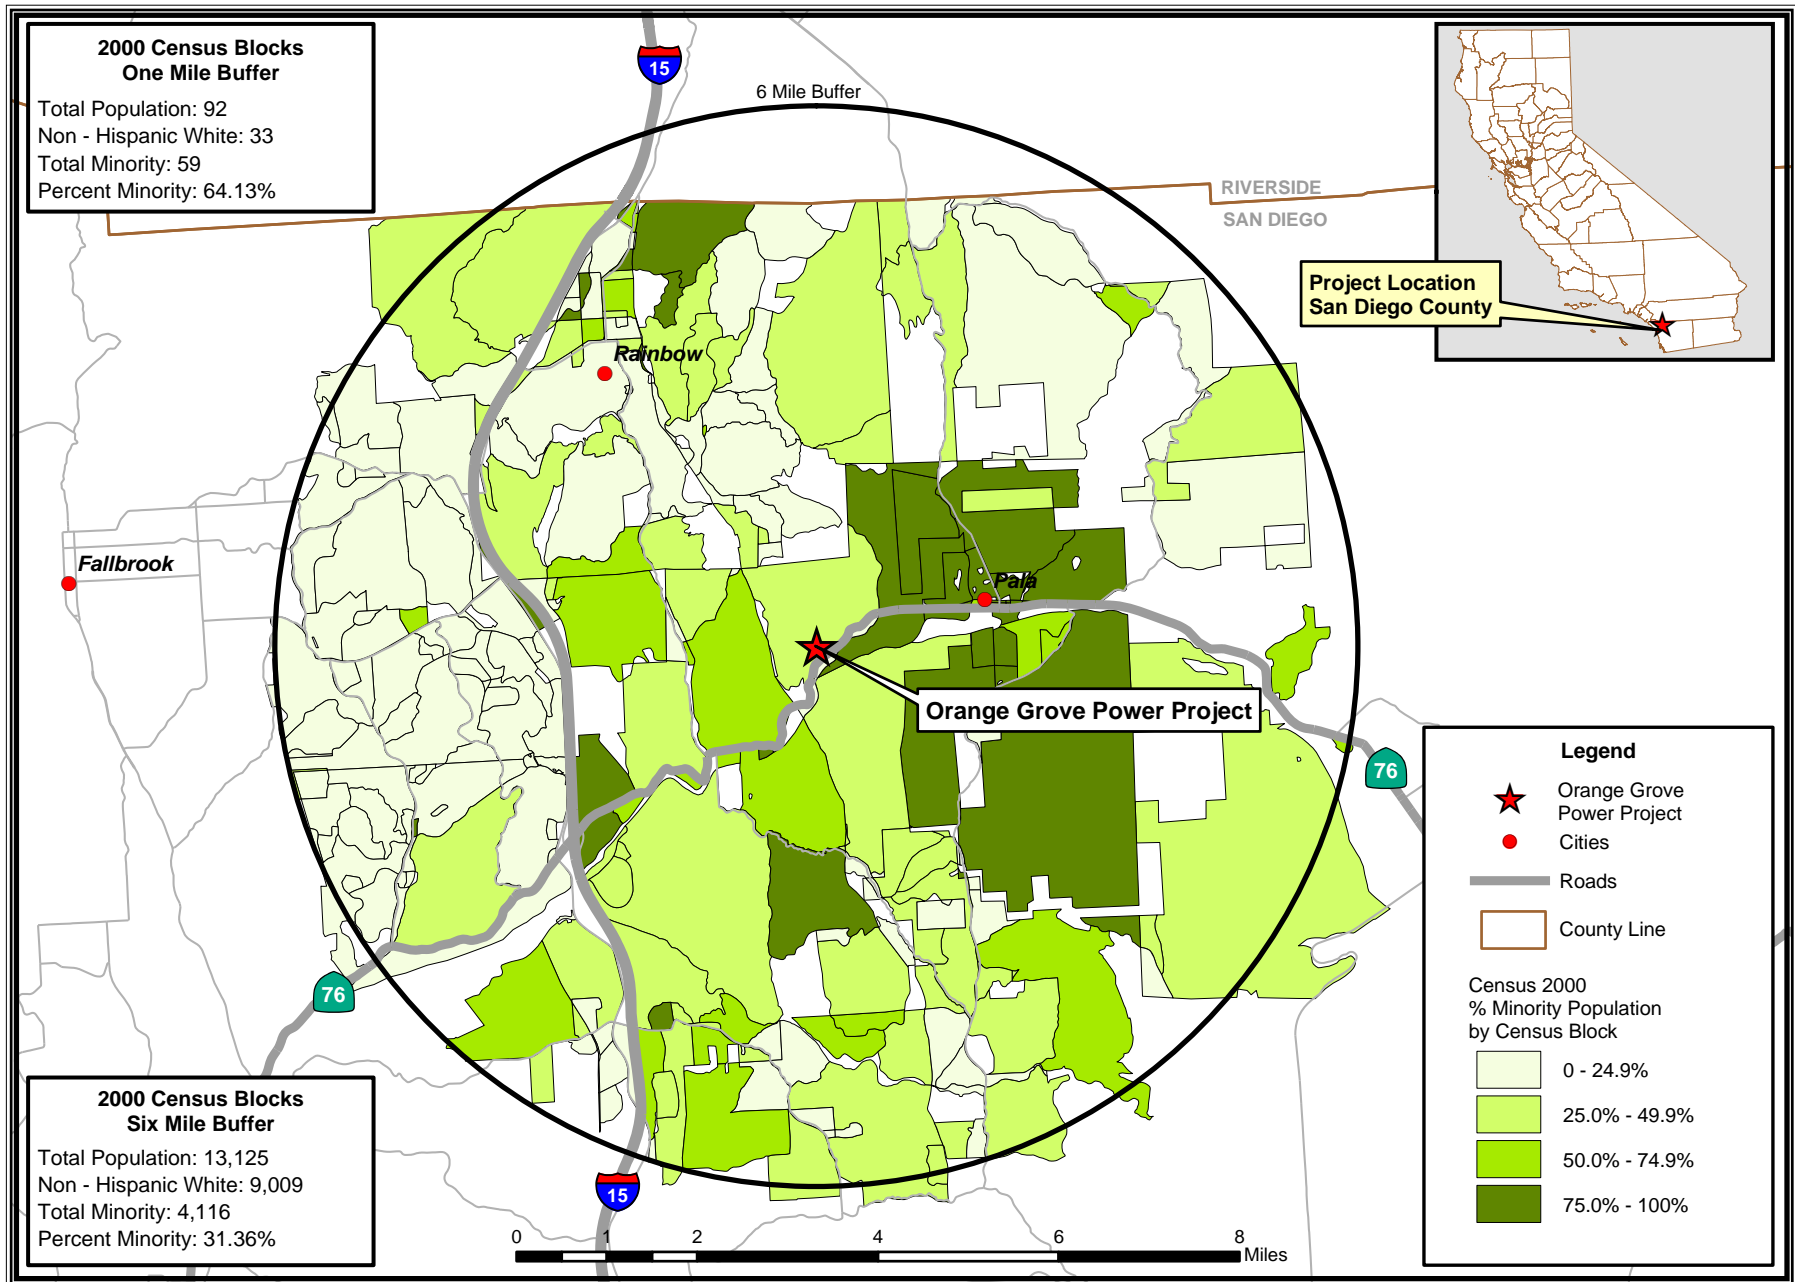 2000 Census Blocks
One Mile Buffer
Total Population: 92
Non - Hispanic White: 33
Total Minority: 59
Percent Minority: 64.13%
15
6 Mile Buffer
RIVERSIDE
SAN DIEGO
Project Location
San Diego County
Rainbow
Fallbrook
Pala
Orange Grove Power Project
76
76
Legend
Orange Grove
Power Project
Cities
Roads
County Line
Census 2000
% Minority Population
by Census Block
0 - 24.9%
25.0% - 49.9%
50.0% - 74.9%
75.0% - 100%
2000 Census Blocks
Six Mile Buffer
Total Population: 13,125
Non - Hispanic White: 9,009
Total Minority: 4,116
Percent Minority: 31.36%
15
0 1 2 4 6 8
Miles